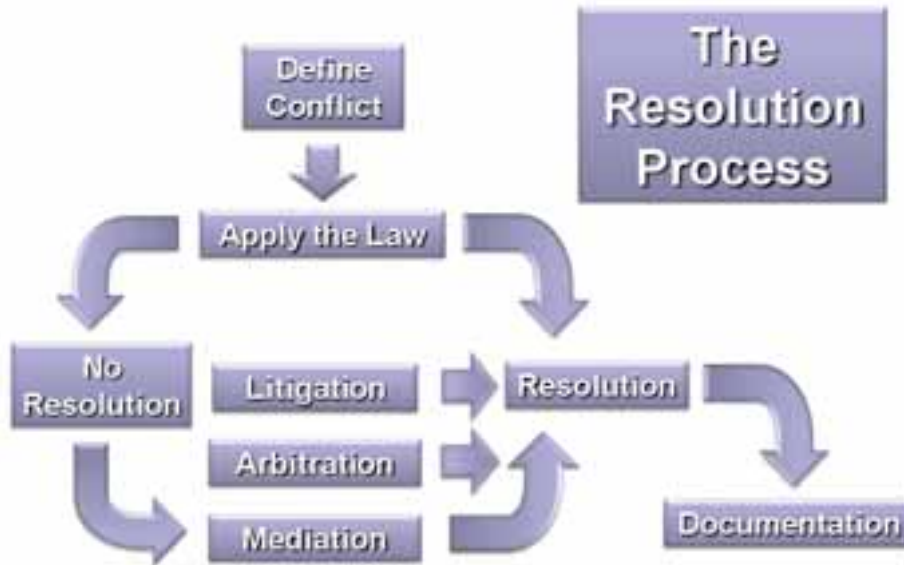 The
Resolution
Process
Define
Conflict
Apply the Law
No
Resolution
Litigation
Resolution
Arbitration
Mediation
Documentation